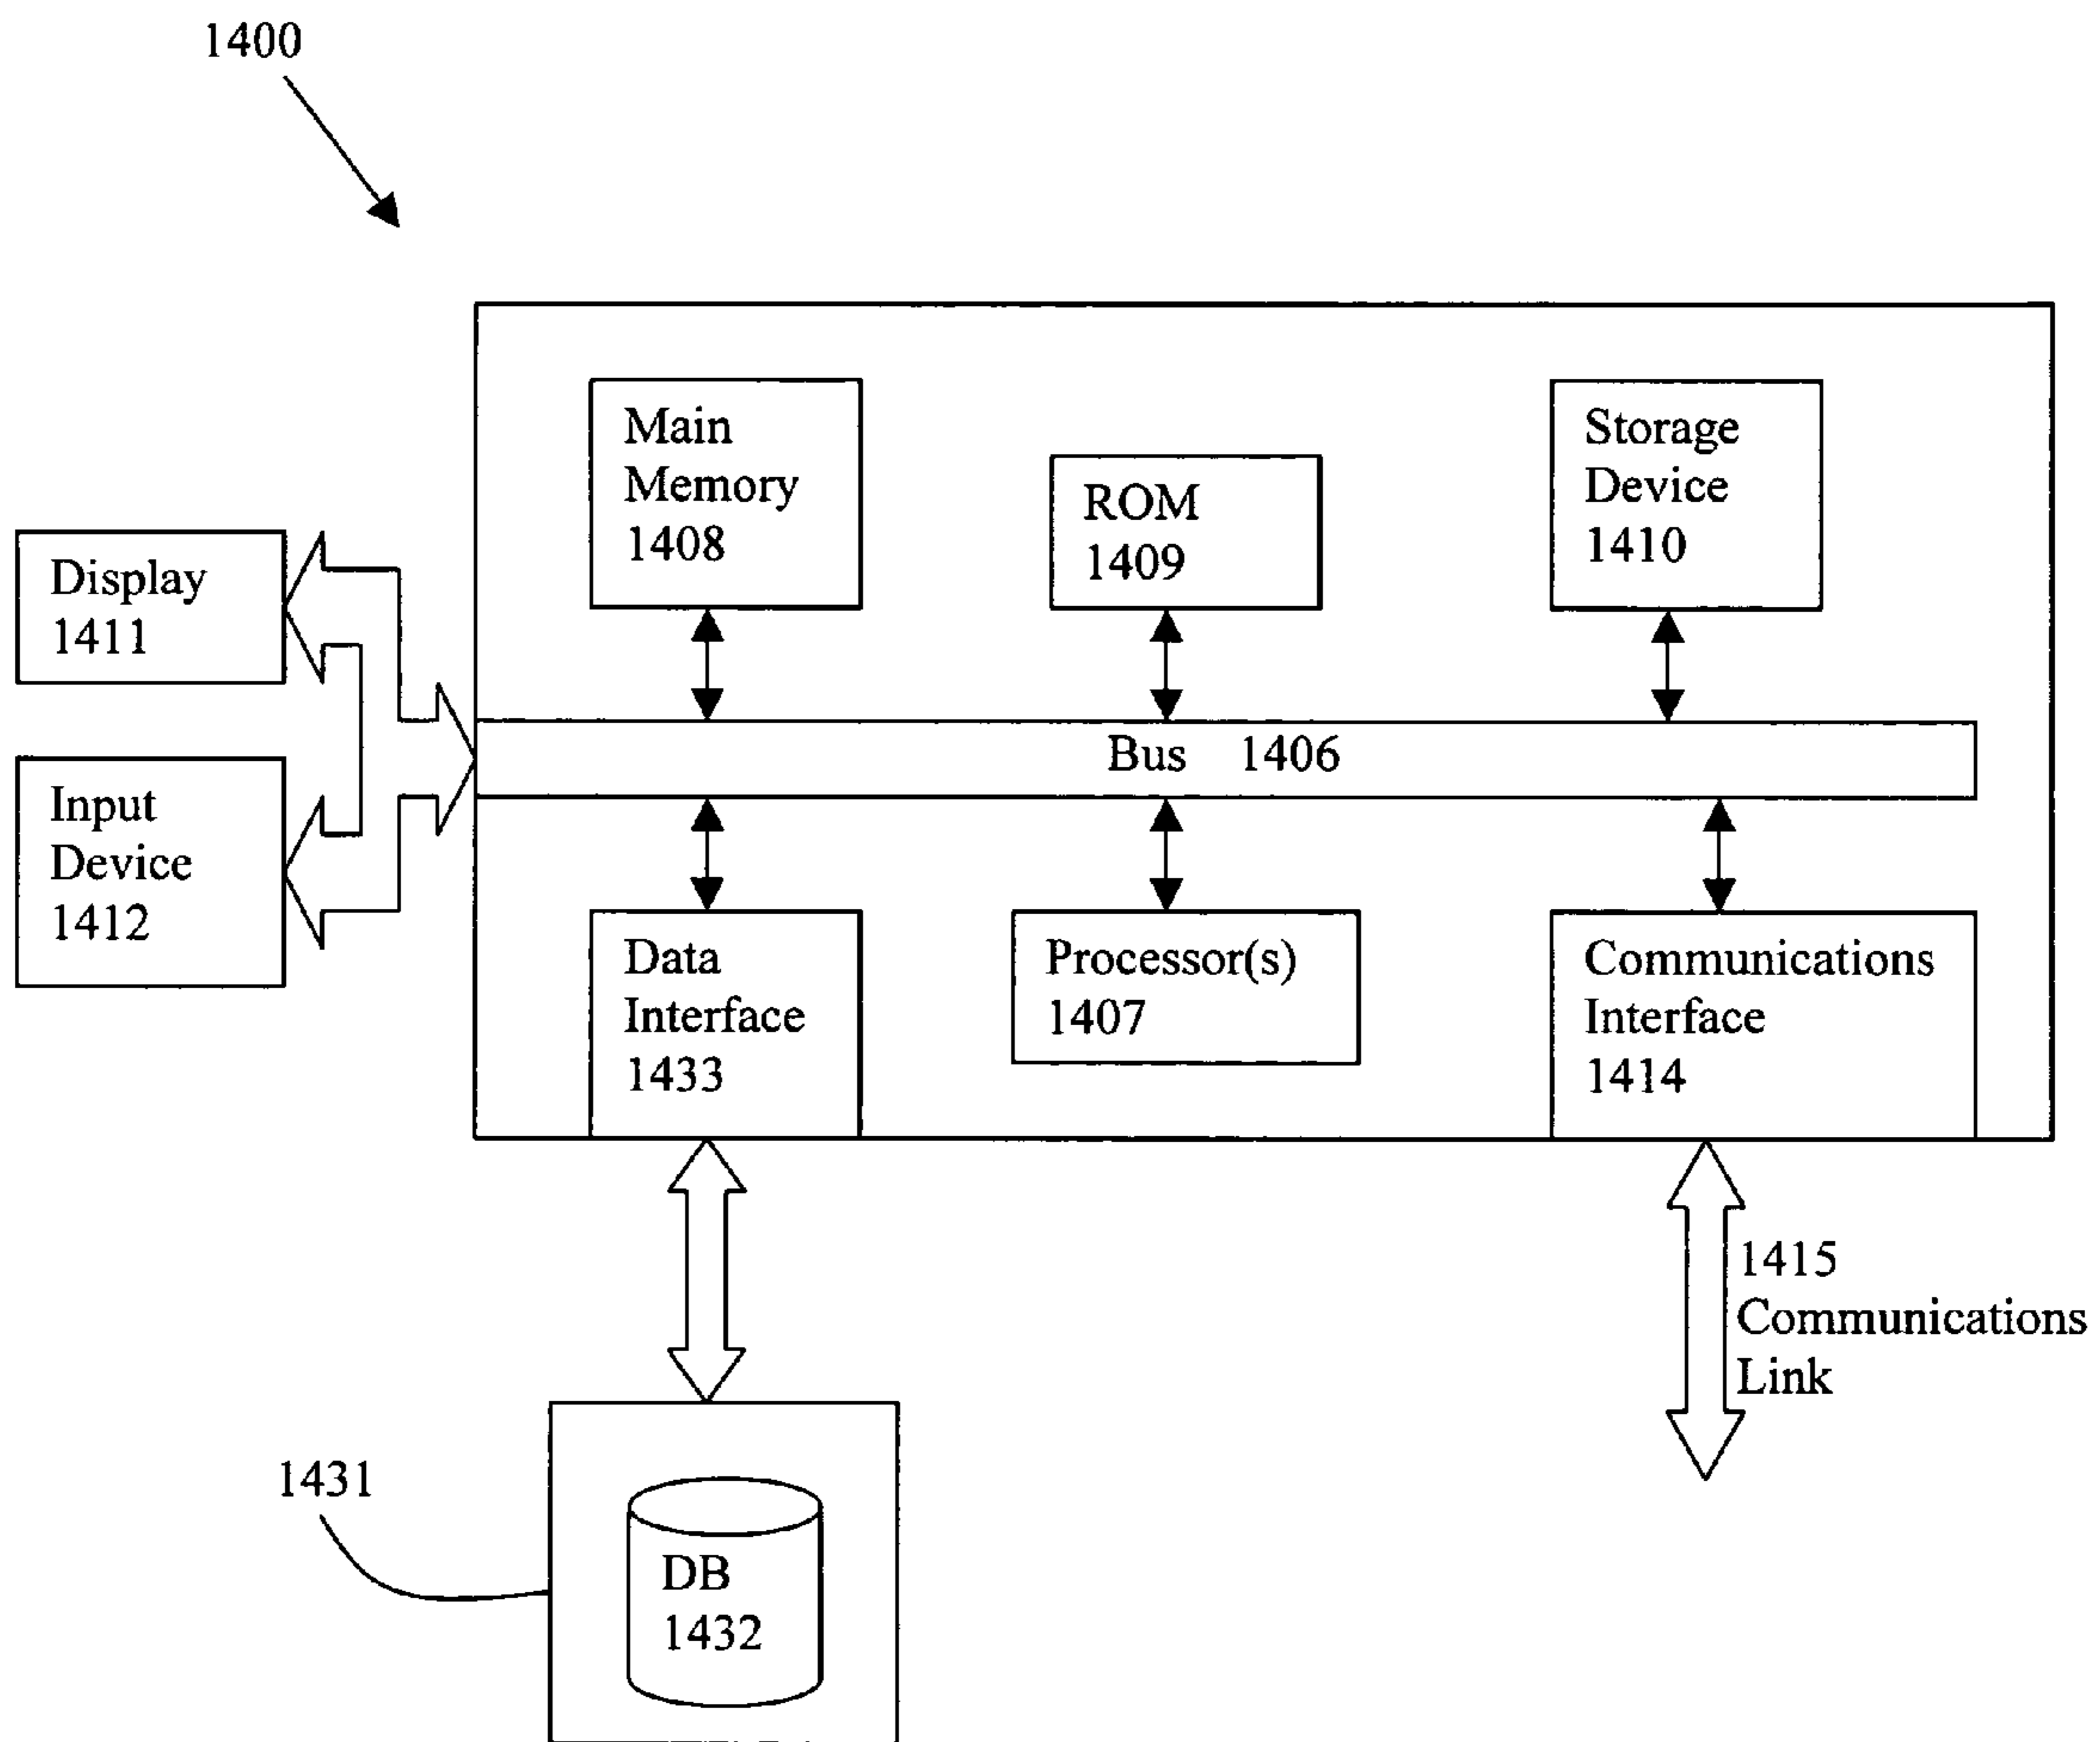 1400
Main
Memory
1408
ROM
1409
Storage
Device
1410
Display
1411
Bus 1406
Input
Device
1412
Data
Interface
1433
Processor(s)
1407
Communications
Interface
1414
1415
Communications
Link
1431
DB
1432